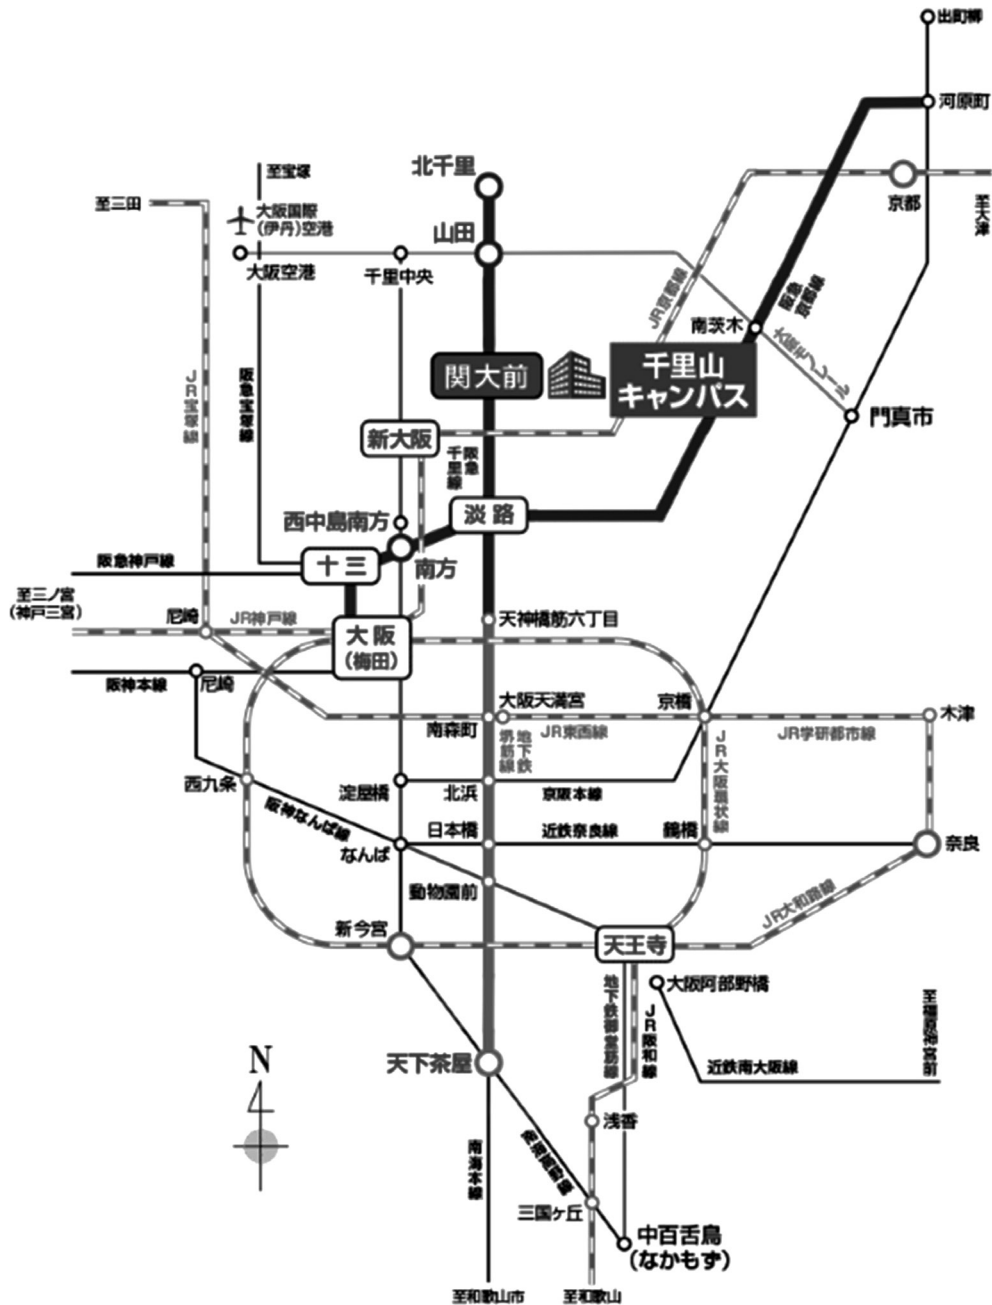 出町柳
河原町
北千里
至宝塚
至三田
大阪国際
(伊丹)空港
京都
至大津
山田
大阪空港
千里中央
JR京都線
阪急
京都線
南茨木
大阪モノレール
関大前
千里山
キャンパス
JR宝塚線
阪急宝塚線
門真市
新大阪
阪急
千里線
西中島南方
淡路
阪急神戸線
十三
南方
至三ノ宮
(神戸三宮)
尼崎
JR神戸線
天神橋筋六丁目
大阪
(梅田)
阪神本線
尼崎
大阪天満宮
京橋
木津
南森町
地下鉄
堺筋線
JR東西線
JR大阪環状線
JR学研都市線
西九条
淀屋橋
北浜
京阪本線
阪神なんば線
日本橋
近鉄奈良線
鶴橋
奈良
なんば
動物園前
JR大和路線
新今宮
天王寺
地下鉄御堂筋線
JR阪和線
大阪阿部野橋
至橿原神宮前
N
天下茶屋
近鉄南大阪線
浅香
南海本線
三国ヶ丘
中百舌鳥
(なかもず)
至和歌山市
至和歌山